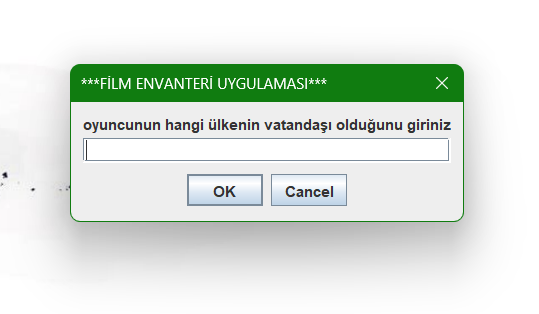 ***FİLM ENVANTERİ UYGULAMASI***
oyuncunun hangi ülkenin vatandaşı olduğunu giriniz
OK
Cancel